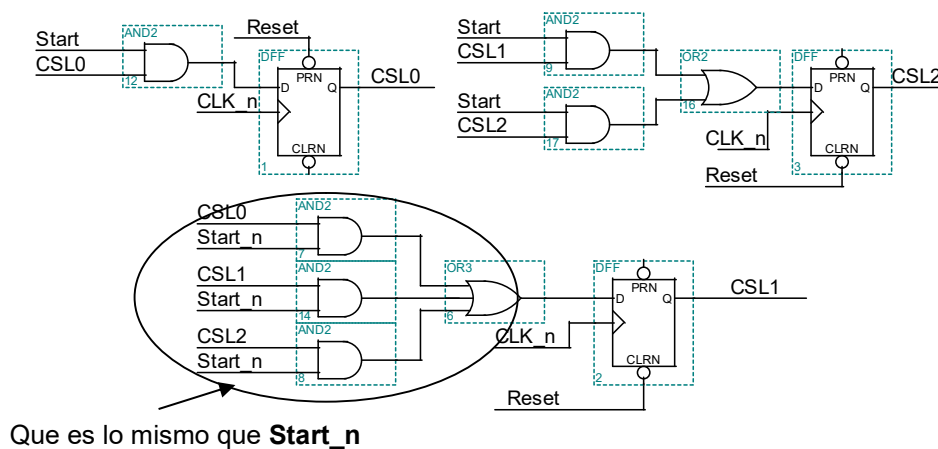 Reset
AND2
Start
CSL0
12
DFF
PRN
D
Q
CSL0
CLK_n
CLRN
1
AND2
Start
CSL1
9
AND2
Start
CSL2
17
OR2
16
DFF
PRN
D
Q
CSL2
CLK_n
CLRN
3
Reset
AND2
CSL0
Start_n
7
AND2
CSL1
Start_n
14
AND2
CSL2
Start_n
8
OR3
6
DFF
PRN
D
Q
CSL1
CLK_n
CLRN
2
Reset
Que es lo mismo que Start_n